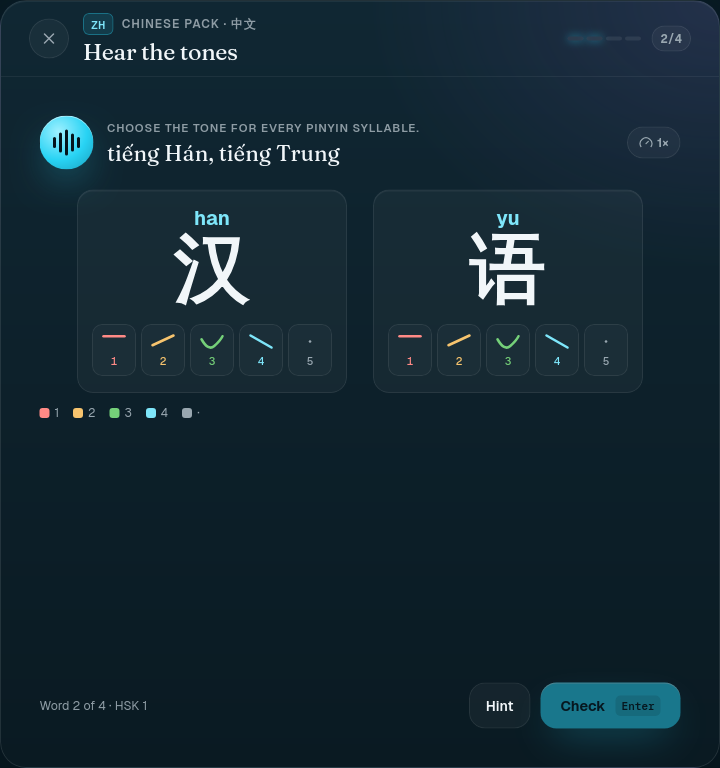 ZH CHINESE PACK · 中文
Hear the tones
2/4
CHOOSE THE TONE FOR EVERY PINYIN SYLLABLE.
tiếng Hán, tiếng Trung
1×
han
汉
1 2 3 4 5
yu
语
1 2 3 4 5
1 2 3 4 ·
Word 2 of 4 · HSK 1
Hint
Check Enter